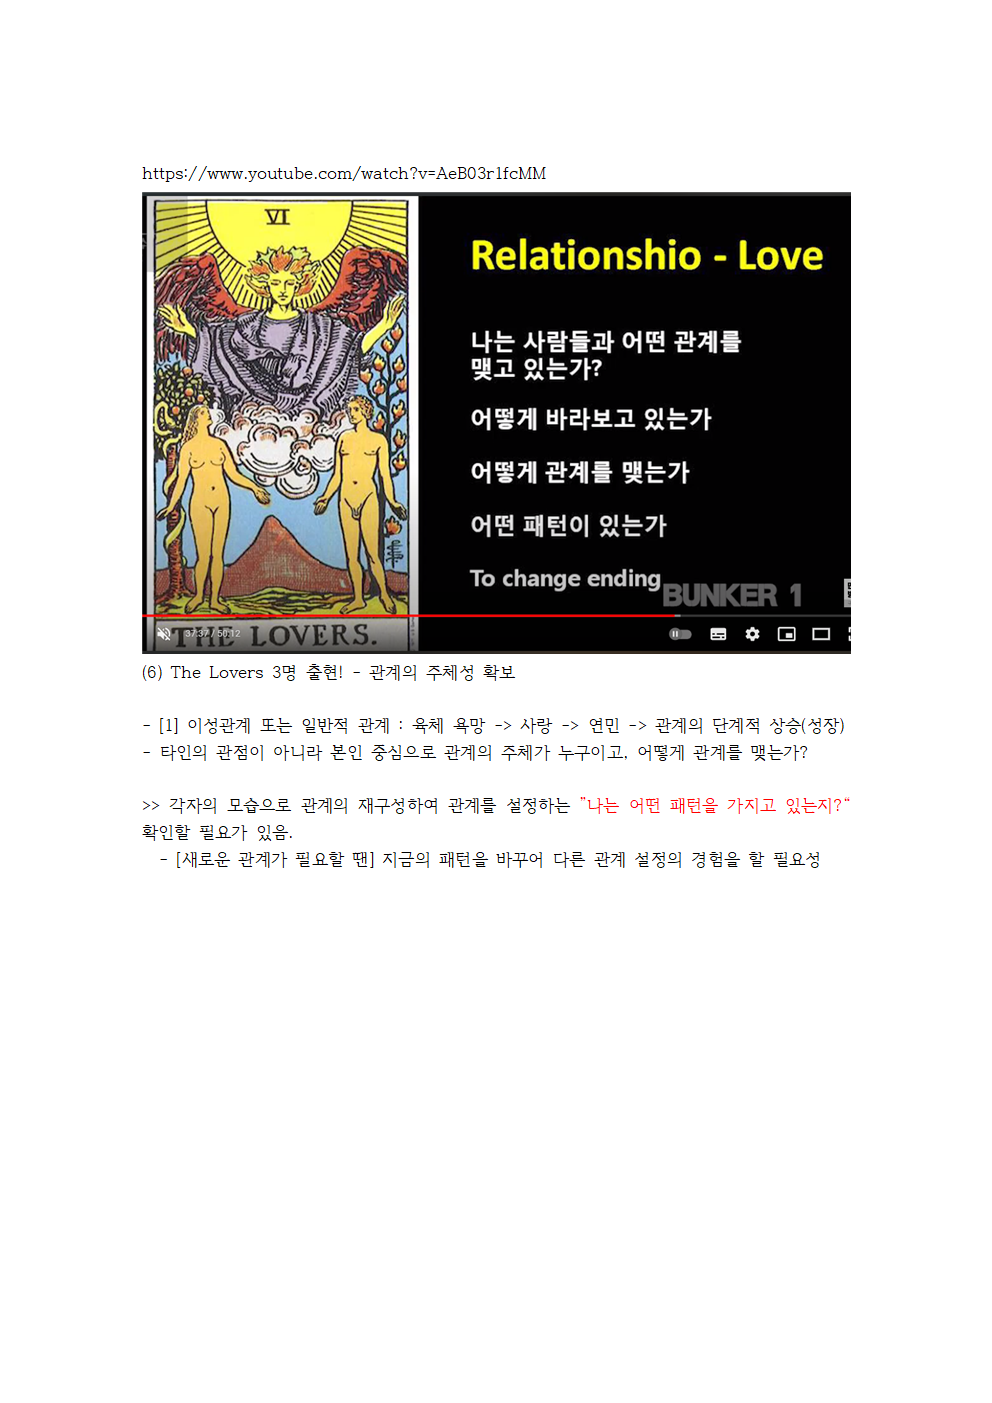 https://www.youtube.com/watch?v=AeB03r1fcMM
VI
THE LOVERS.
Relationshio - Love
나는 사람들과 어떤 관계를
맺고 있는가?
어떻게 바라보고 있는가
어떻게 관계를 맺는가
어떤 패턴이 있는가
To change ending
BUNKER 1
37:37 / 50:12
(6) The Lovers 3명 출현! - 관계의 주체성 확보
- [1] 이성관계 또는 일반적 관계 : 육체 욕망 -> 사랑 -> 연민 -> 관계의 단계적 상승(성장)
- 타인의 관점이 아니라 본인 중심으로 관계의 주체가 누구이고, 어떻게 관계를 맺는가?
>> 각자의 모습으로 관계의 재구성하여 관계를 설정하는 "나는 어떤 패턴을 가지고 있는지?“
확인할 필요가 있음.
- [새로운 관계가 필요할 땐] 지금의 패턴을 바꾸어 다른 관계 설정의 경험을 할 필요성